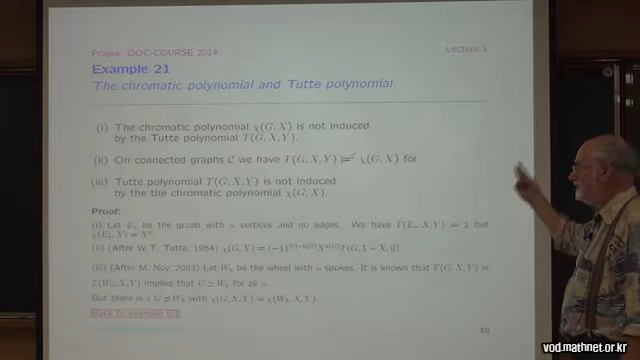 Prague DOC-COURSE 2014
Lecture 1
Example 21
The chromatic polynomial and Tutte polynomial
(i) The chromatic polynomial χ(G, X) is not induced
by the Tutte polynomial T(G, X, Y).
(ii) On connected graphs C we have T(G, X, Y) ⊨^C χ(G, X) for
(iii) Tutte polynomial T(G, X, Y) is not induced
by the the chromatic polynomial χ(G, X).
Proof:
(i) Let E_n be the graph with n vertices and no edges. We have T(E_n, X, Y) = 1 but
χ(E_n, X) = X^n.
(ii) (After W.T. Tutte, 1954) χ(G, X) = T(G, 1 − X, 0)
(iii) (After M. Noy, 2003) Let W_n be the wheel with n spokes. It is known that T(G, X, Y) =
T(W_n, X, Y) implies that G ≃ W_n for all n.
But there is a G ≄ W_5 with χ(G, X, Y) = χ(W_5, X, Y)
Back to example list
49
vod.mathnet.or.kr